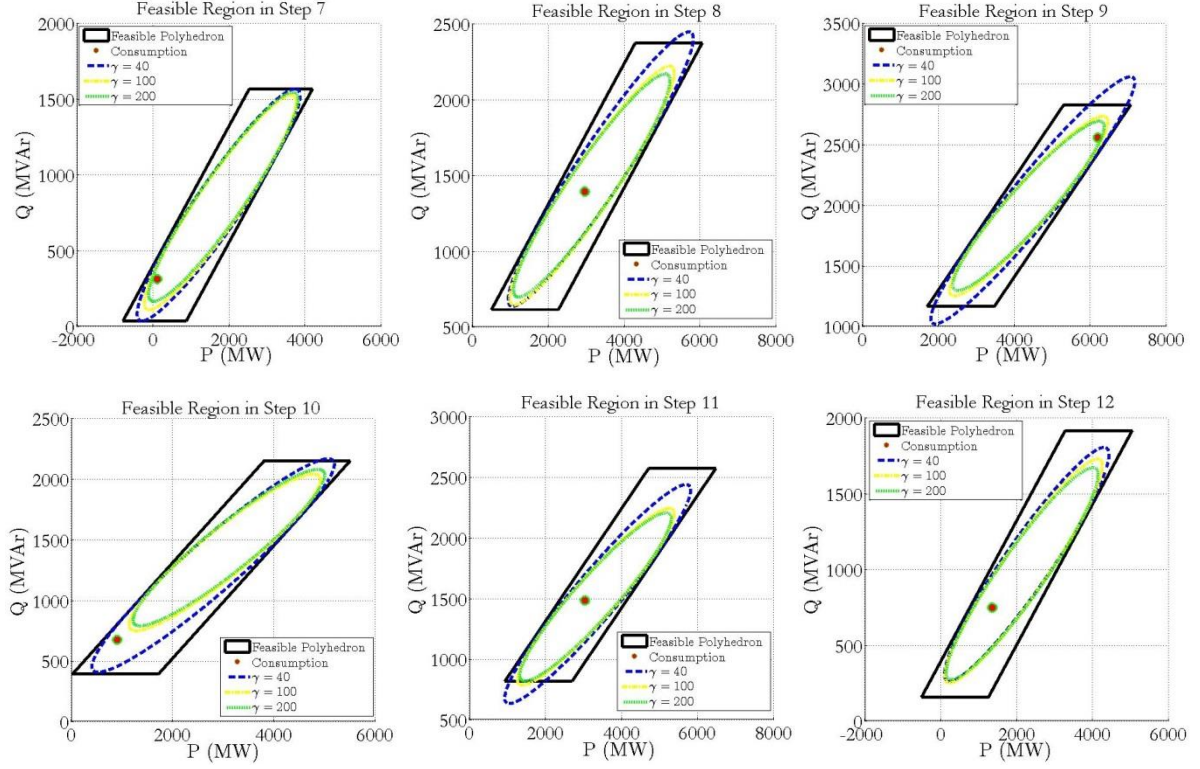 Feasible Region in Step 7
2000
1500
1000
500
0
-2000
0
2000
4000
6000
Q (MVAr)
P (MW)
Feasible Polyhedron
Consumption
γ = 40
γ = 100
γ = 200
Feasible Region in Step 8
2500
2000
1500
1000
500
0
2000
4000
6000
8000
Q (MVAr)
P (MW)
Feasible Polyhedron
Consumption
γ = 40
γ = 100
γ = 200
Feasible Region in Step 9
3500
3000
2500
2000
1500
1000
0
2000
4000
6000
8000
Q (MVAr)
P (MW)
Feasible Polyhedron
Consumption
γ = 40
γ = 100
γ = 200
Feasible Region in Step 10
2500
2000
1500
1000
500
0
0
2000
4000
6000
Q (MVAr)
P (MW)
Feasible Polyhedron
Consumption
γ = 40
γ = 100
γ = 200
Feasible Region in Step 11
3000
2500
2000
1500
1000
500
0
2000
4000
6000
8000
Q (MVAr)
P (MW)
Feasible Polyhedron
Consumption
γ = 40
γ = 100
γ = 200
Feasible Region in Step 12
2000
1500
1000
500
0
-2000
0
2000
4000
6000
Q (MVAr)
P (MW)
Feasible Polyhedron
Consumption
γ = 40
γ = 100
γ = 200